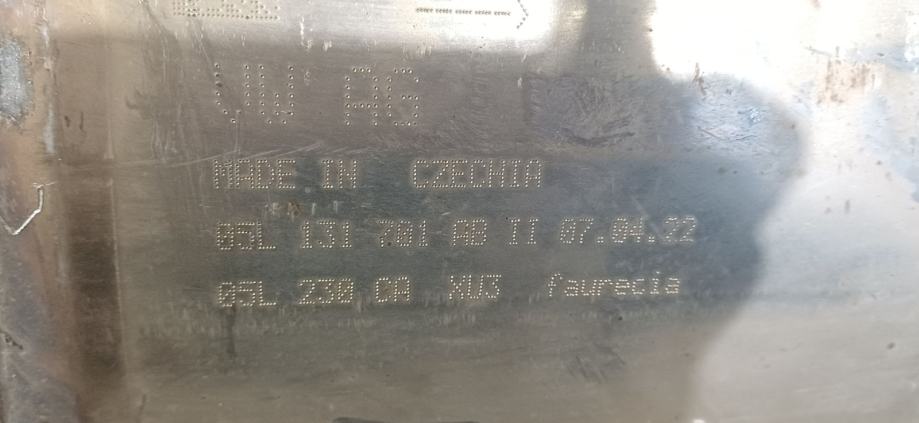 VW AG
MADE IN CZECHIA
05L 131 701 AB II 07.04.22
05L 230 CA XU3 faurecia